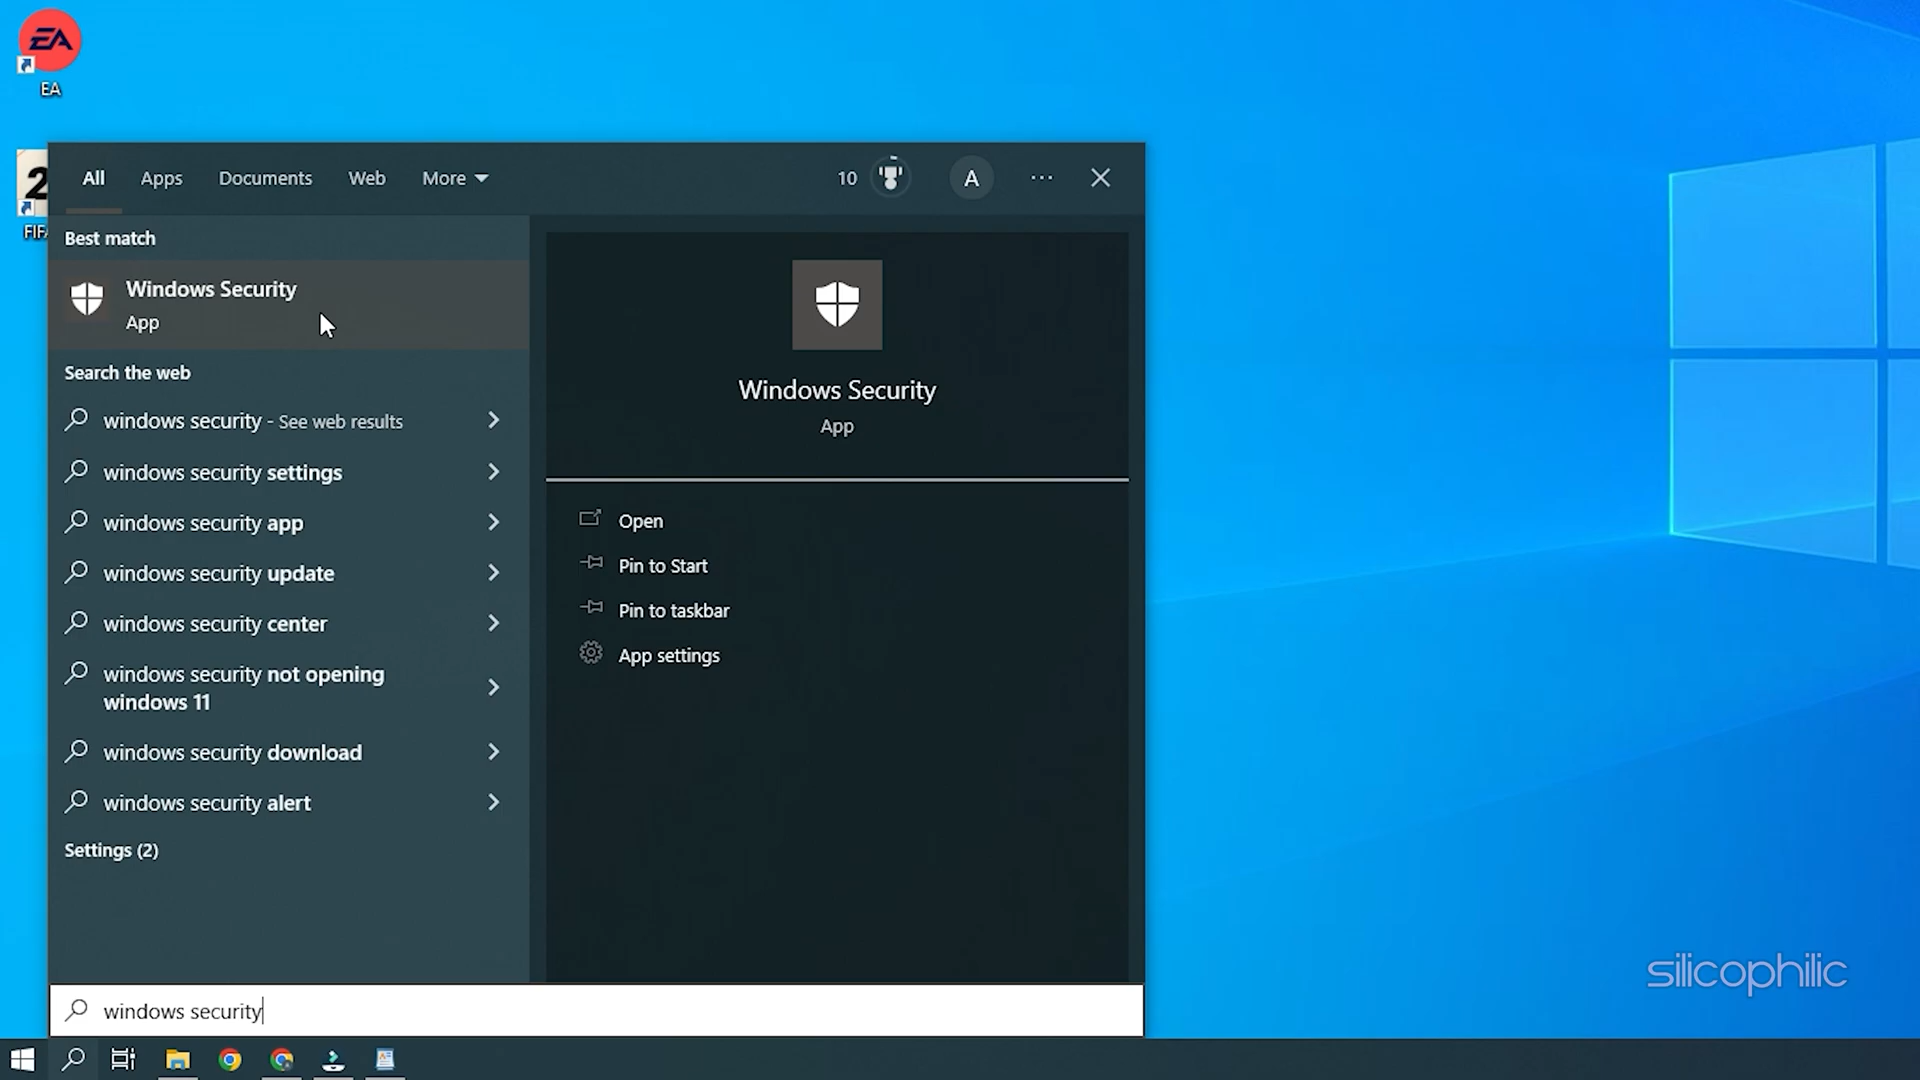 EA
EA
2
FIFA
All
Apps
Documents
Web
More
10
A
Best match
Windows Security
App
Search the web
windows security - See web results
windows security settings
windows security app
windows security update
windows security center
windows security not opening
windows 11
windows security download
windows security alert
Settings (2)
Windows Security
App
Open
Pin to Start
Pin to taskbar
App settings
windows security
silicophilic